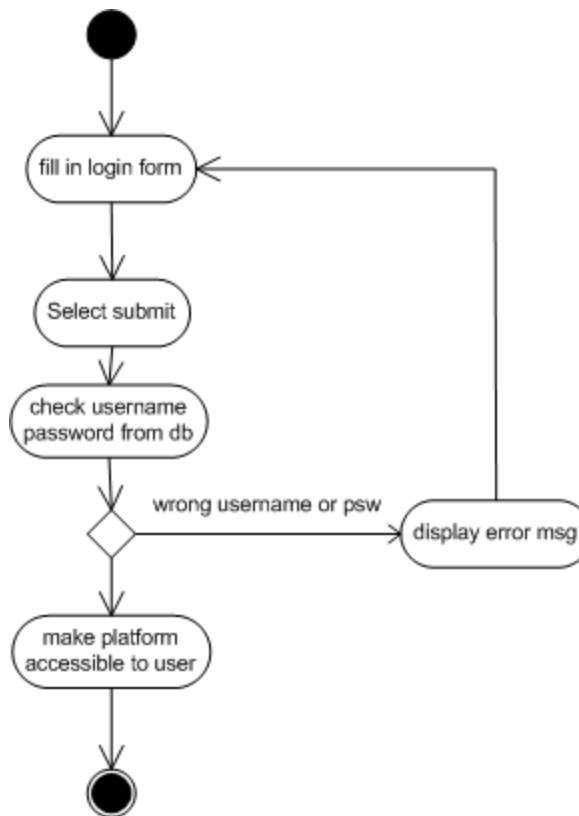 fill in login form
Select submit
check username
password from db
wrong username or psw
display error msg
make platform
accessible to user